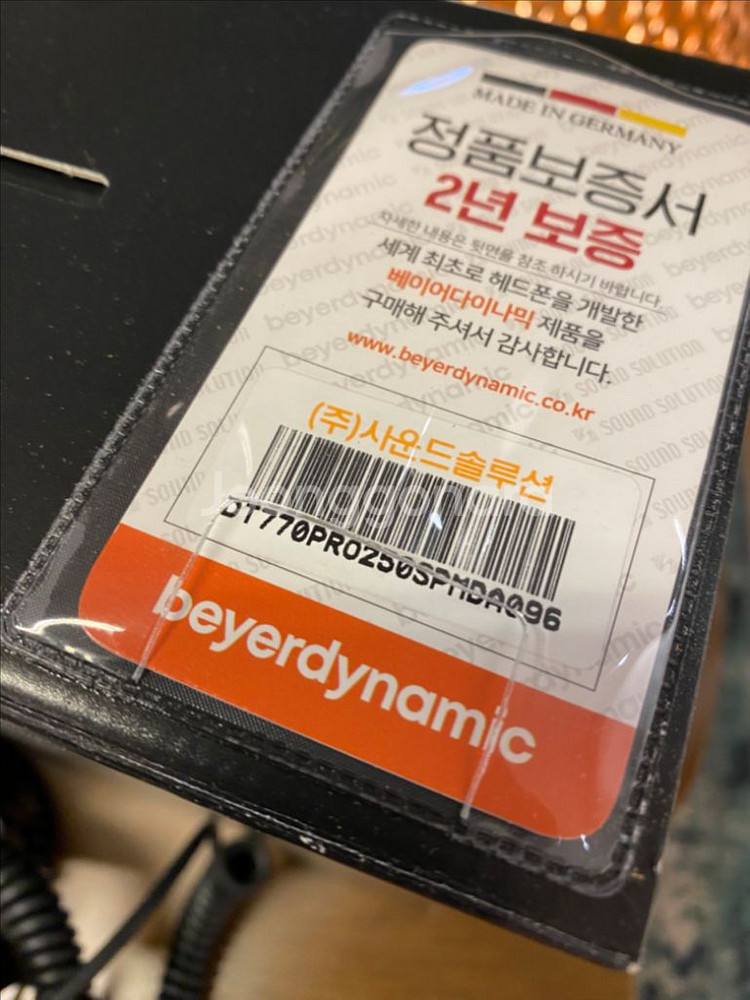 MADE IN GERMANY
정품보증서
2년 보증
자세한 내용은 뒷면을 참조 하시기 바랍니다.
세계 최초로 헤드폰을 개발한
베이어다이나믹 제품을
구매해 주셔서 감사합니다.
www.beyerdynamic.co.kr
(주)사운드솔루션
DT770PRO250SPMDA096
beyerdynamic